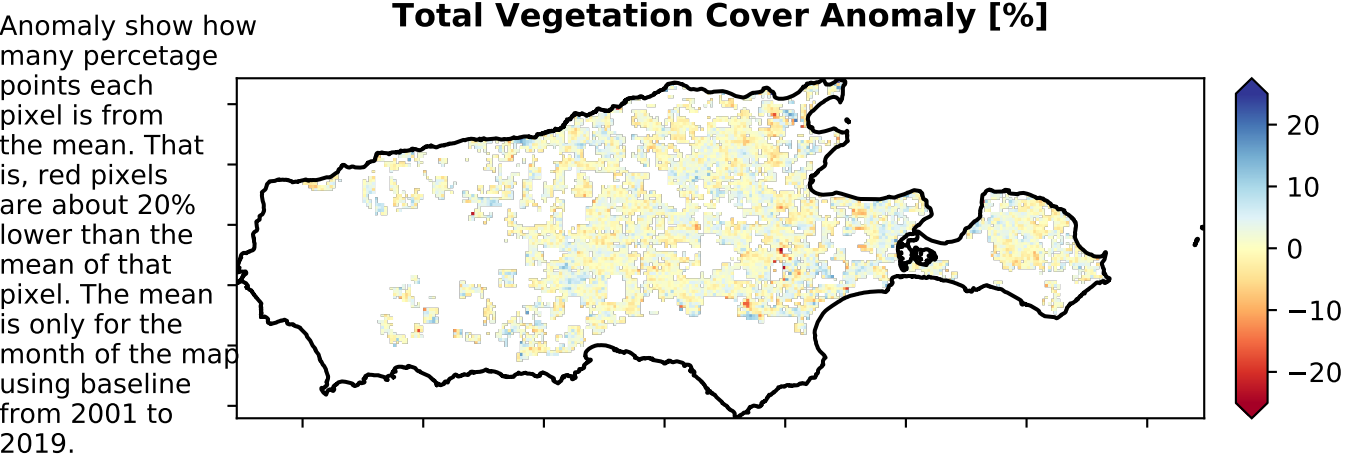 Total Vegetation Cover Anomaly [%]
Anomaly show how
many percetage
points each
pixel is from
the mean. That
is, red pixels
are about 20%
lower than the
mean of that
pixel. The mean
is only for the
month of the map
using baseline
from 2001 to
2019.
20
10
0
−10
−20